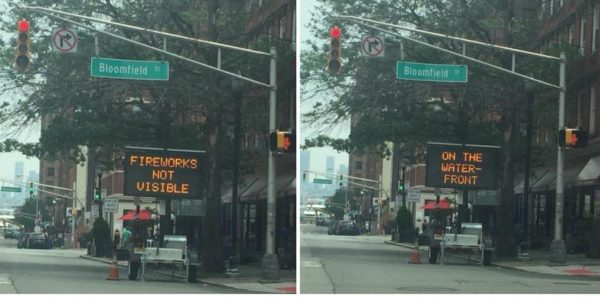 Bloomfield ST
FIREWORKS
NOT
VISIBLE
Bloomfield ST
ON THE
WATER-
FRONT